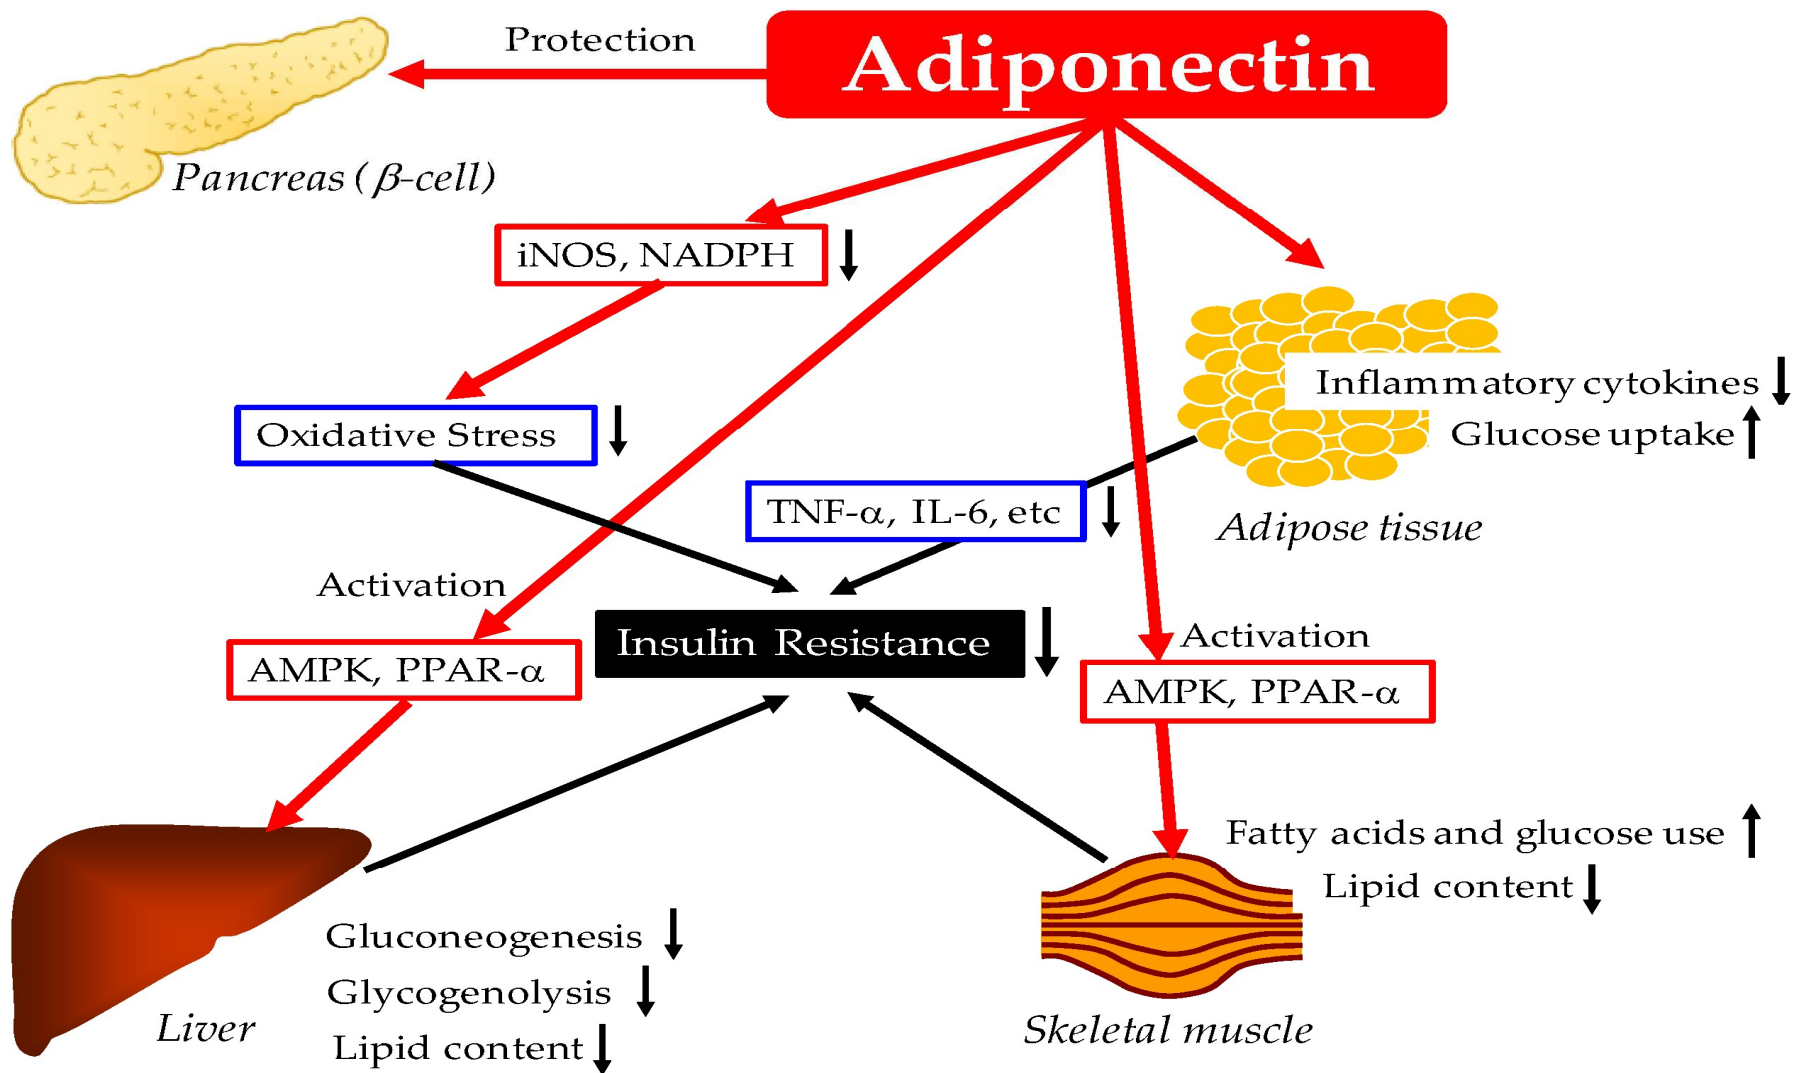 Protection
Adiponectin
Pancreas (β-cell)
iNOS, NADPH ↓
Inflammatory cytokines ↓
Glucose uptake ↑
Oxidative Stress ↓
TNF-α, IL-6, etc ↓
Adipose tissue
Activation
Insulin Resistance ↓
Activation
AMPK, PPAR-α
AMPK, PPAR-α
Fatty acids and glucose use ↑
Lipid content ↓
Gluconeogenesis ↓
Glycogenolysis ↓
Lipid content ↓
Liver
Skeletal muscle